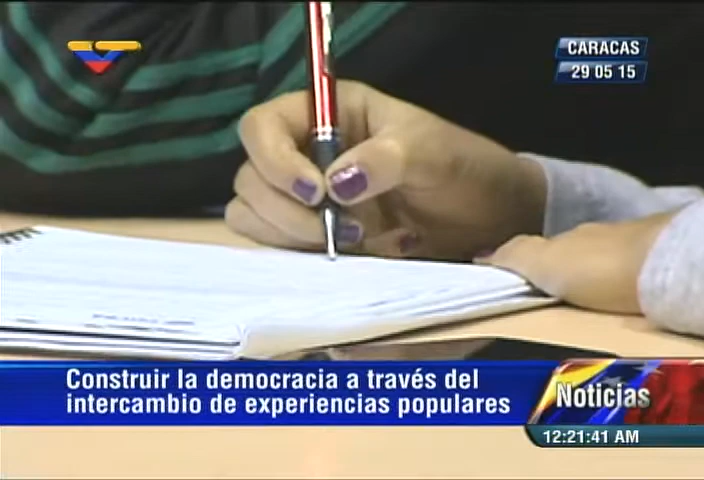 CARACAS
29 05 15
Construir la democracia a través del
intercambio de experiencias populares
Noticias
12:21:41 AM